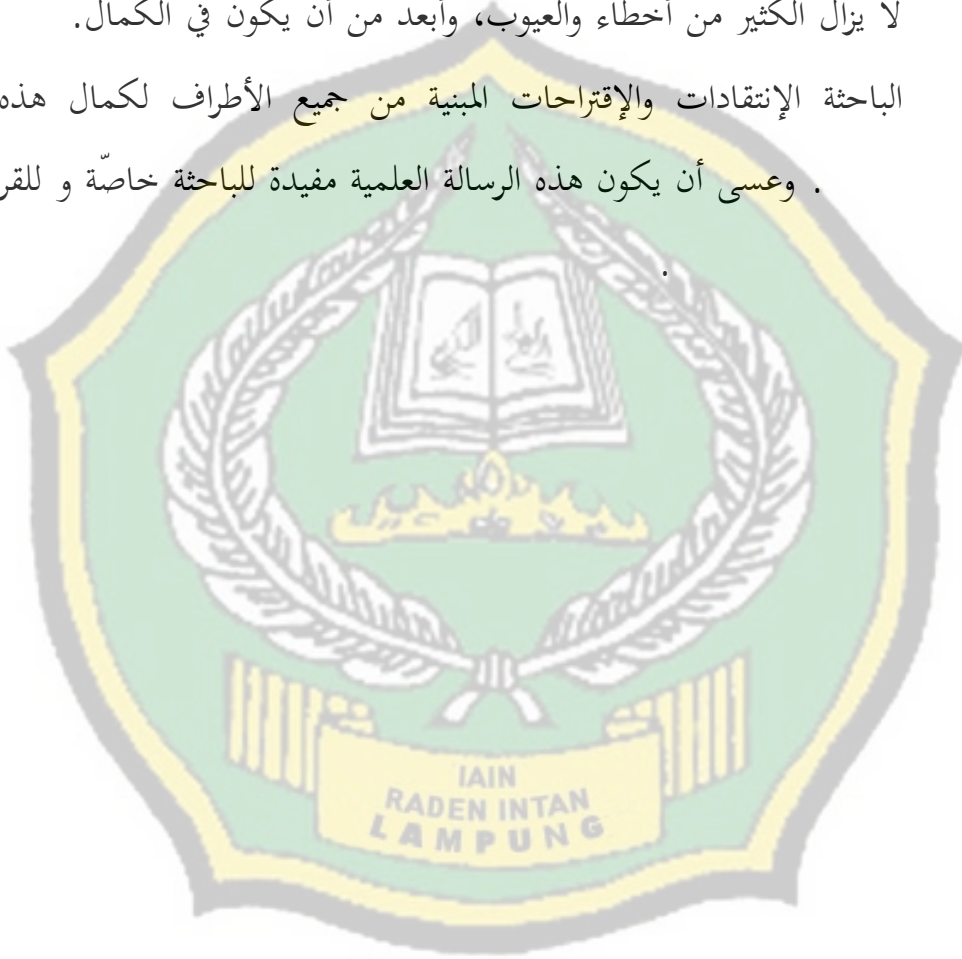 لا يزال الكثير من أخطاء والعيوب، وأبعد من أن يكون في الكمال.
الباحثة الإنتقادات والإقتراحات المبنية من جميع الأطراف لكمال هذه
. وعسى أن يكون هذه الرسالة العلمية مفيدة للباحثة خاصّة و للقر
.
IAIN
RADEN INTAN
LAMPUNG